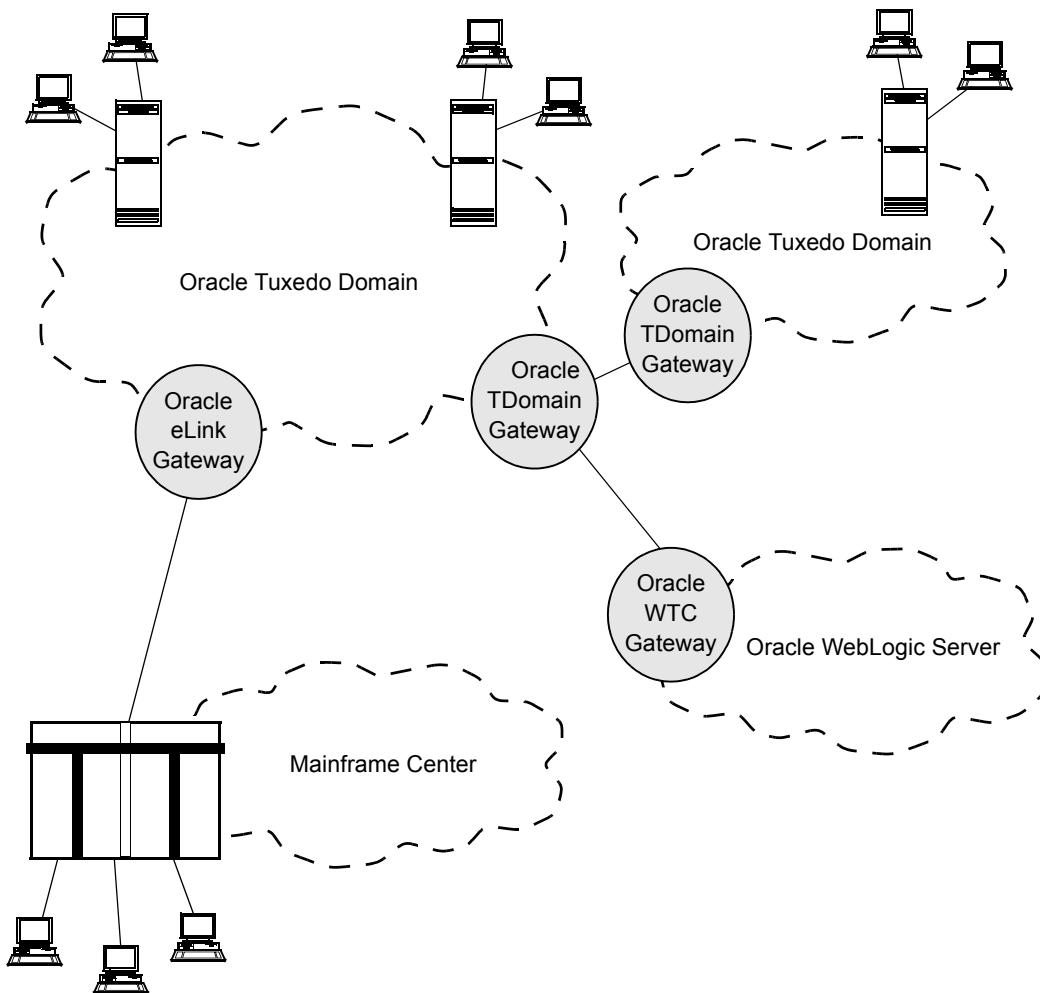 Oracle Tuxedo Domain
Oracle Tuxedo Domain
Oracle
TDomain
Gateway
Oracle
TDomain
Gateway
Oracle
eLink
Gateway
Oracle
WTC
Gateway
Oracle WebLogic Server
Mainframe Center